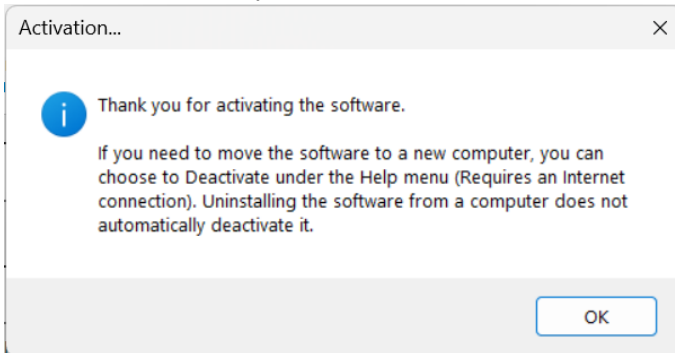 Activation...
Thank you for activating the software.
If you need to move the software to a new computer, you can
choose to Deactivate under the Help menu (Requires an Internet
connection). Uninstalling the software from a computer does not
automatically deactivate it.
OK